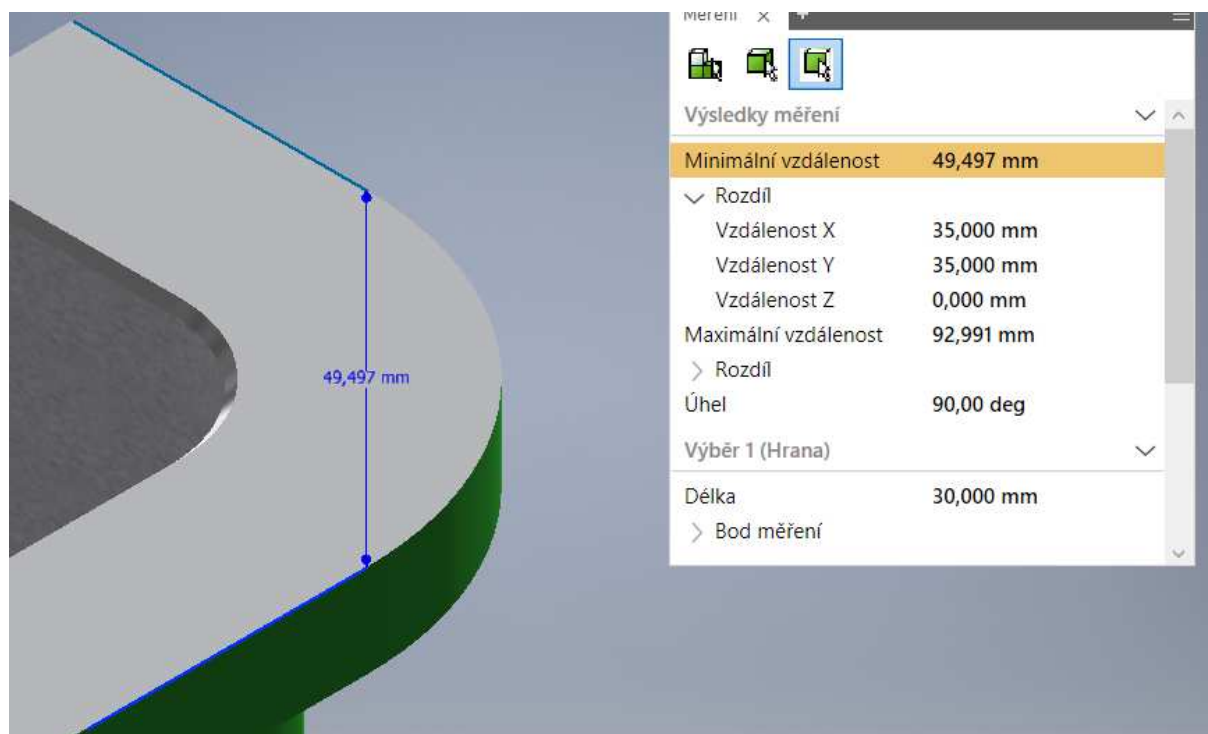 Měření × +
Výsledky měření
Minimální vzdálenost 49,497 mm
Rozdíl
Vzdálenost X 35,000 mm
Vzdálenost Y 35,000 mm
Vzdálenost Z 0,000 mm
Maximální vzdálenost 92,991 mm
Rozdíl
Úhel 90,00 deg
Výběr 1 (Hrana)
Délka 30,000 mm
Bod měření
49,497 mm